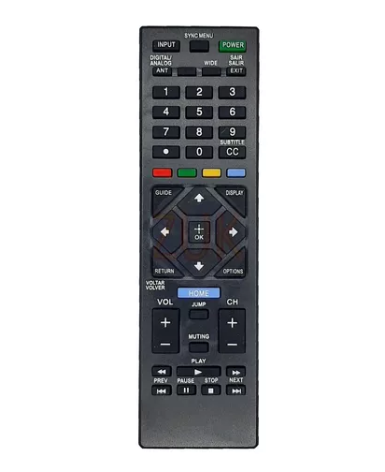 SYNC MENU
INPUT POWER
DIGITAL/ SAIR
ANALOG WIDE SALIR
ANT EXIT
1 2 3
4 5 6
7 8 9
SUBTITLE
• 0 CC
GUIDE DISPLAY
+
OK
RETURN OPTIONS
VOLTAR
VOLVER
HOME
VOL JUMP CH
+ +
MUTING
− −
PLAY
PREV PAUSE STOP NEXT